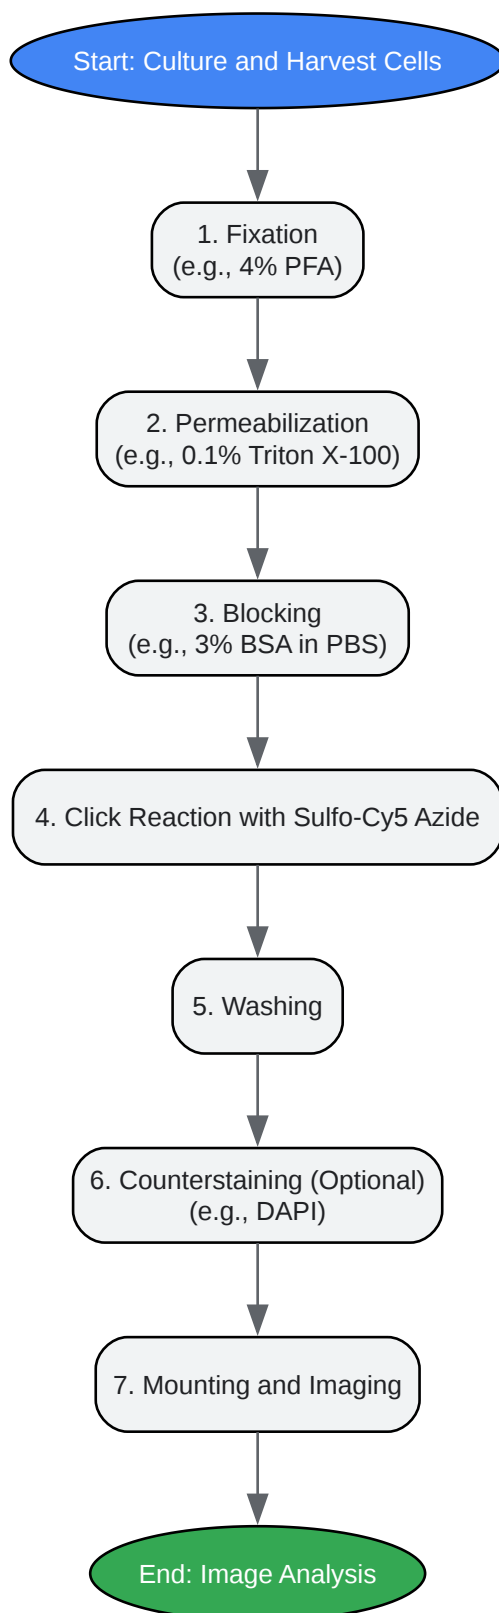 Start: Culture and Harvest Cells
1. Fixation
(e.g., 4% PFA)
2. Permeabilization
(e.g., 0.1% Triton X-100)
3. Blocking
(e.g., 3% BSA in PBS)
4. Click Reaction with Sulfo-Cy5 Azide
5. Washing
6. Counterstaining (Optional)
(e.g., DAPI)
7. Mounting and Imaging
End: Image Analysis